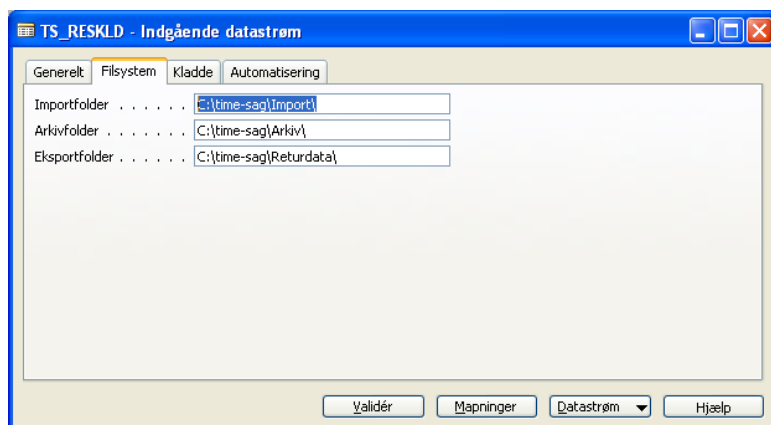 TS_RESKLD - Indgående datastrøm
Generelt Filsystem Kladde Automatisering
Importfolder . . . . . . C:\time-sag\Import\
Arkivfolder . . . . . . . C:\time-sag\Arkiv\
Eksportfolder . . . . . . C:\time-sag\Returdata\
Validér Mapninger Datastrøm Hjælp